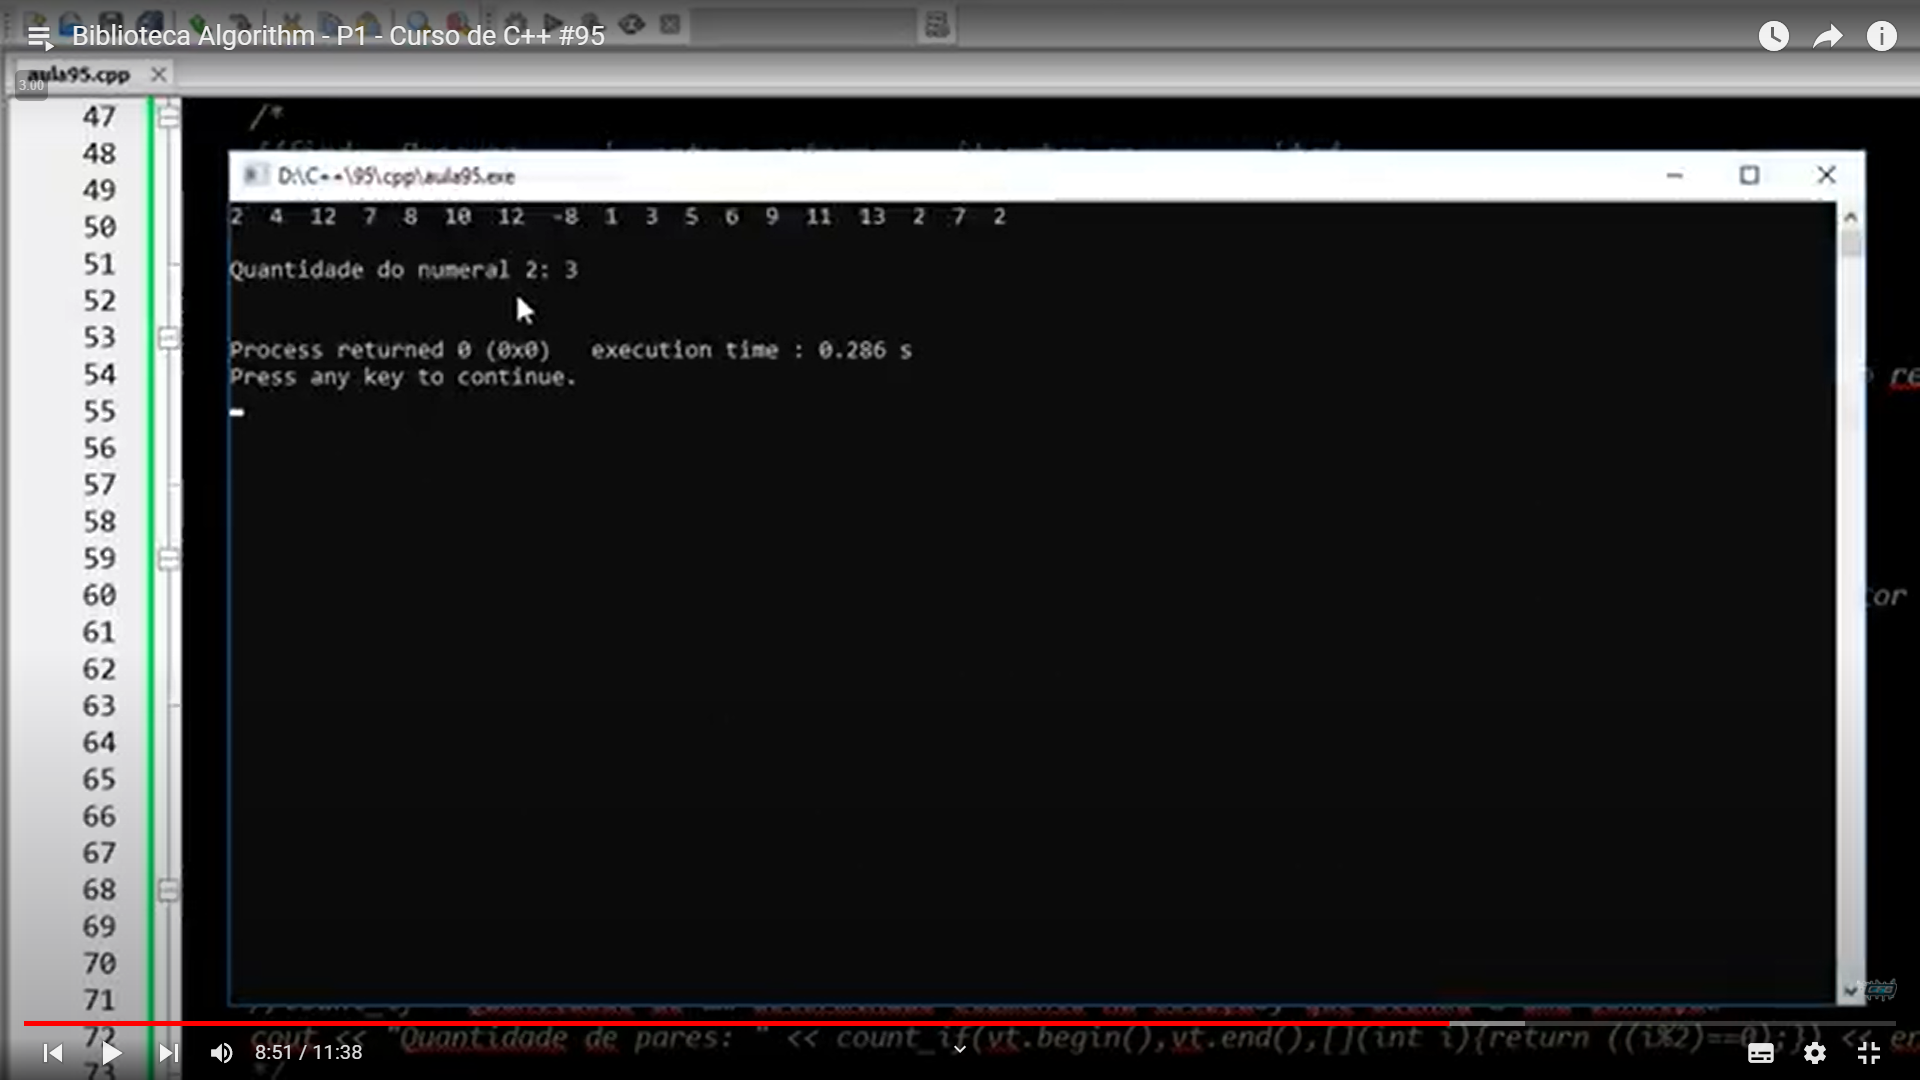 Biblioteca Algorithm - P1 - Curso de C++ #95
aula95.cpp
3.00
47 /*
48
D:\C++\95\cpp\aula95.exe
49
2 4 12 7 8 10 12 -8 1 3 5 6 9 11 13 2 7 2
50
51 Quantidade do numeral 2: 3
52
53 Process returned 0 (0x0) execution time : 0.286 s
54 Press any key to continue. re
55
56
57
58
59
60 tor
61
62
63
64
65
66
67
68
69
70
71
72 cout << "Quantidade de pares: " << count_if(vt.begin(),vt.end(),[](int i){return ((i%2)==0);}) << en
8:51 / 11:38
73 */